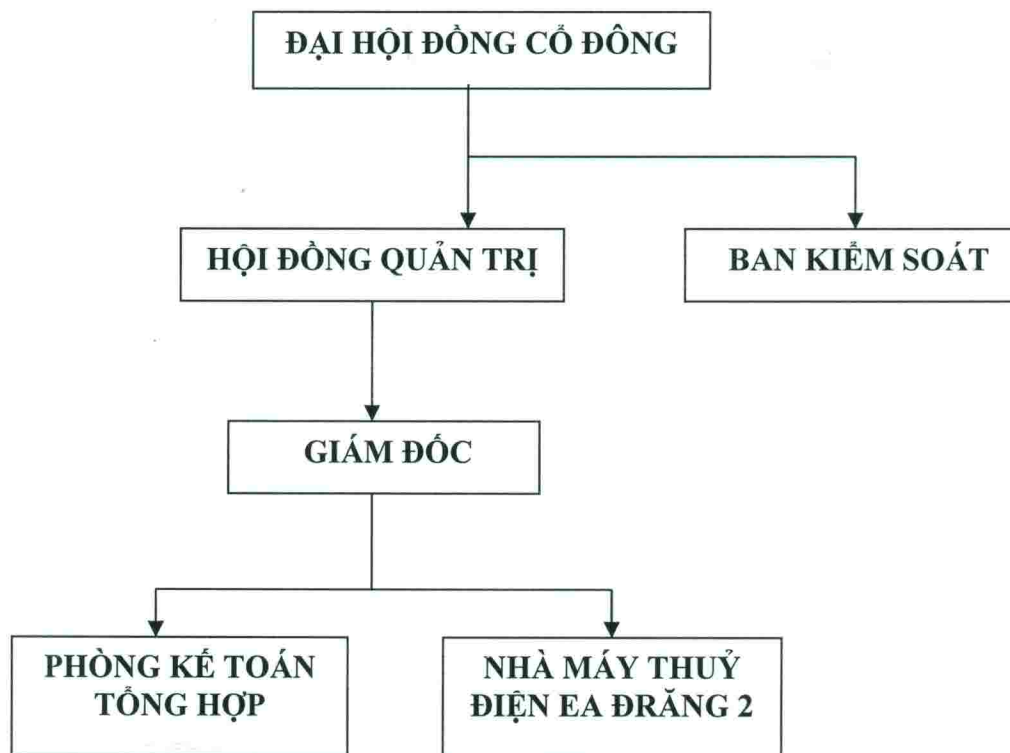 ĐẠI HỘI ĐỒNG CỔ ĐÔNG
HỘI ĐỒNG QUẢN TRỊ
BAN KIỂM SOÁT
GIÁM ĐỐC
PHÒNG KẾ TOÁN
TỔNG HỢP
NHÀ MÁY THUỶ
ĐIỆN EA ĐRĂNG 2